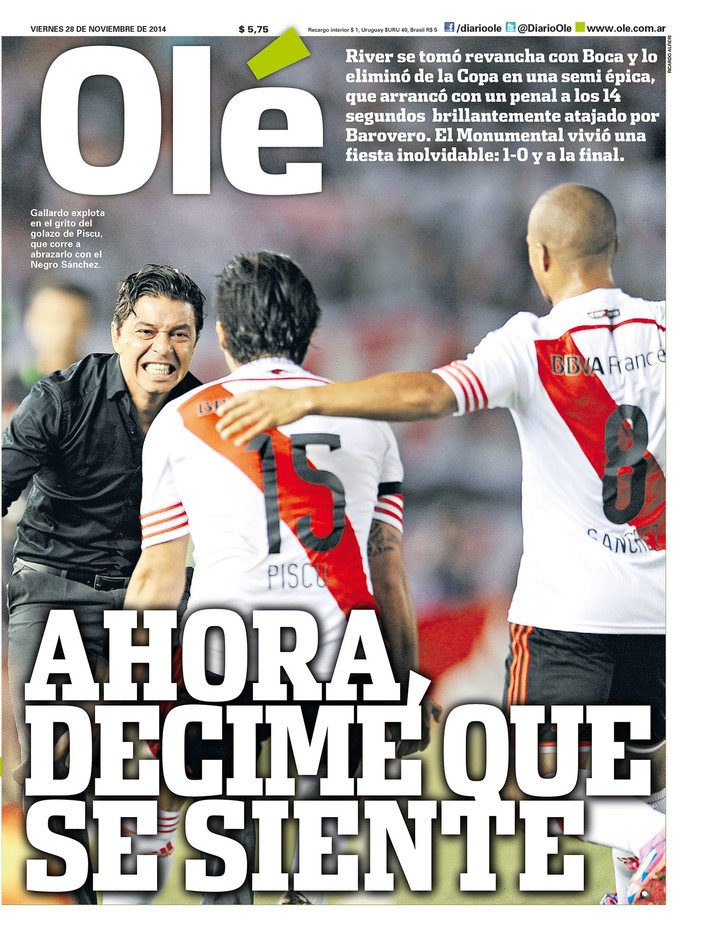 VIERNES 28 DE NOVIEMBRE DE 2014
$ 5,75
Recargo Interior $ 1, Uruguay $URU 40, Brasil R$ 5
/diarioole
@DiarioOle
www.ole.com.ar
Olé
RICARDO ALFIERI
River se tomó revancha con Boca y lo
eliminó de la Copa en una semi épica,
que arrancó con un penal a los 14
segundos brillantemente atajado por
Barovero. El Monumental vivió una
fiesta inolvidable: 1-0 y a la final.
Gallardo explota
en el grito del
golazo de Piscu,
que corre a
abrazarlo con el
Negro Sánchez.
BBVA Francé
8
SANCHEZ
15
PISCU
AHORA,
DECIME QUE
SE SIENTE